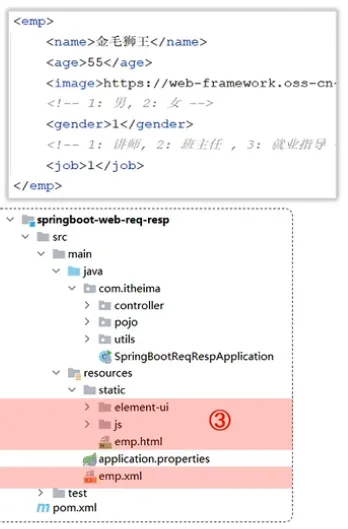 <emp>
<name>金毛狮王</name>
<age>55</age>
<image>https://web-framework.oss-cn-
<!-- 1: 男, 2: 女 -->
<gender>1</gender>
<!-- 1: 讲师, 2: 班主任 , 3: 就业指导 -
<job>1</job>
</emp>
springboot-web-req-resp
src
main
java
com.itheima
controller
pojo
utils
SpringBootReqRespApplication
resources
static
element-ui
js
③
emp.html
application.properties
emp.xml
test
pom.xml